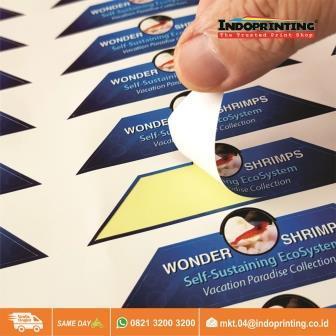 INDOPRINTING
The Trusted Print Shop
WONDER
Self-Sustaining
Vacation Paradise
WONDER SHRIMPS
Self-Sustaining EcoSystem
Vacation Paradise Collection
WONDER SHRIMPS
Self-Sustaining EcoSystem
Vacation Paradise Collection
SHRIMPS
ing EcoSystem
dise Collection
WONDER SHRIMPS
Self-Sustaining EcoSystem
Vacation Paradise Collection
SAME DAY
0821 3200 3200
mkt.04@indoprinting.co.id